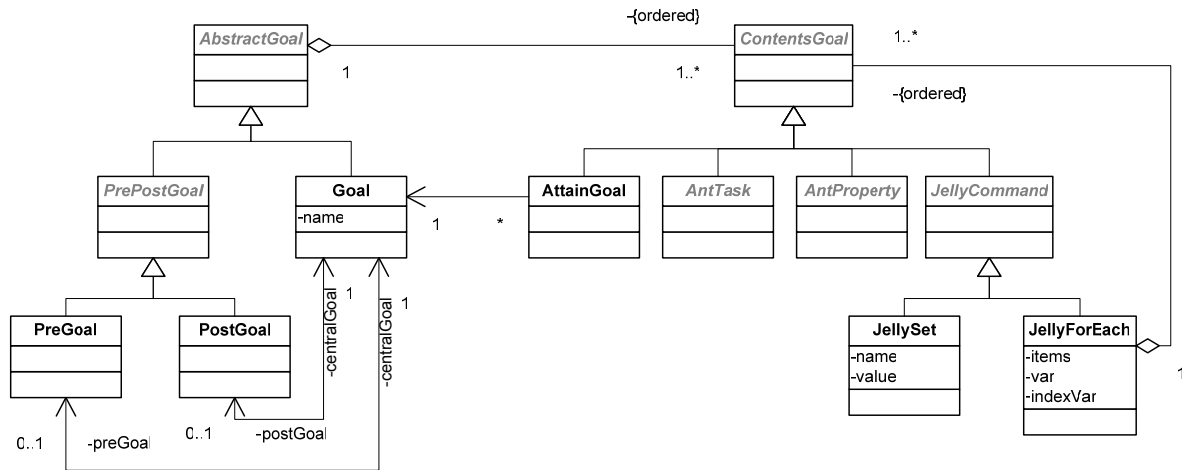 -{ordered}
AbstractGoal
ContentsGoal
1..*
1
1..*
-{ordered}
PrePostGoal
Goal
AttainGoal
AntTask
AntProperty
JellyCommand
-name
1
*
-centralGoal
1
-centralGoal
1
PreGoal
PostGoal
JellySet
JellyForEach
-name
-items
-value
-var
-indexVar
1
0..1
-preGoal
0..1
-postGoal